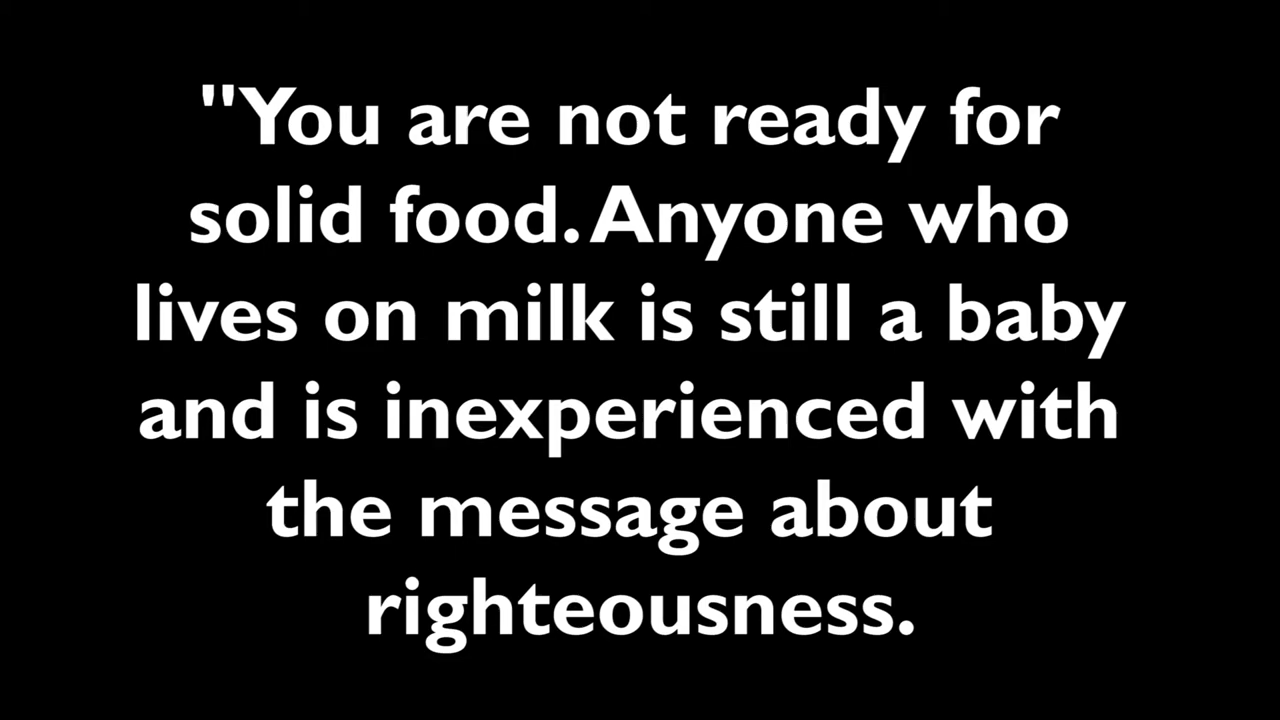 "You are not ready for
solid food. Anyone who
lives on milk is still a baby
and is inexperienced with
the message about
righteousness.